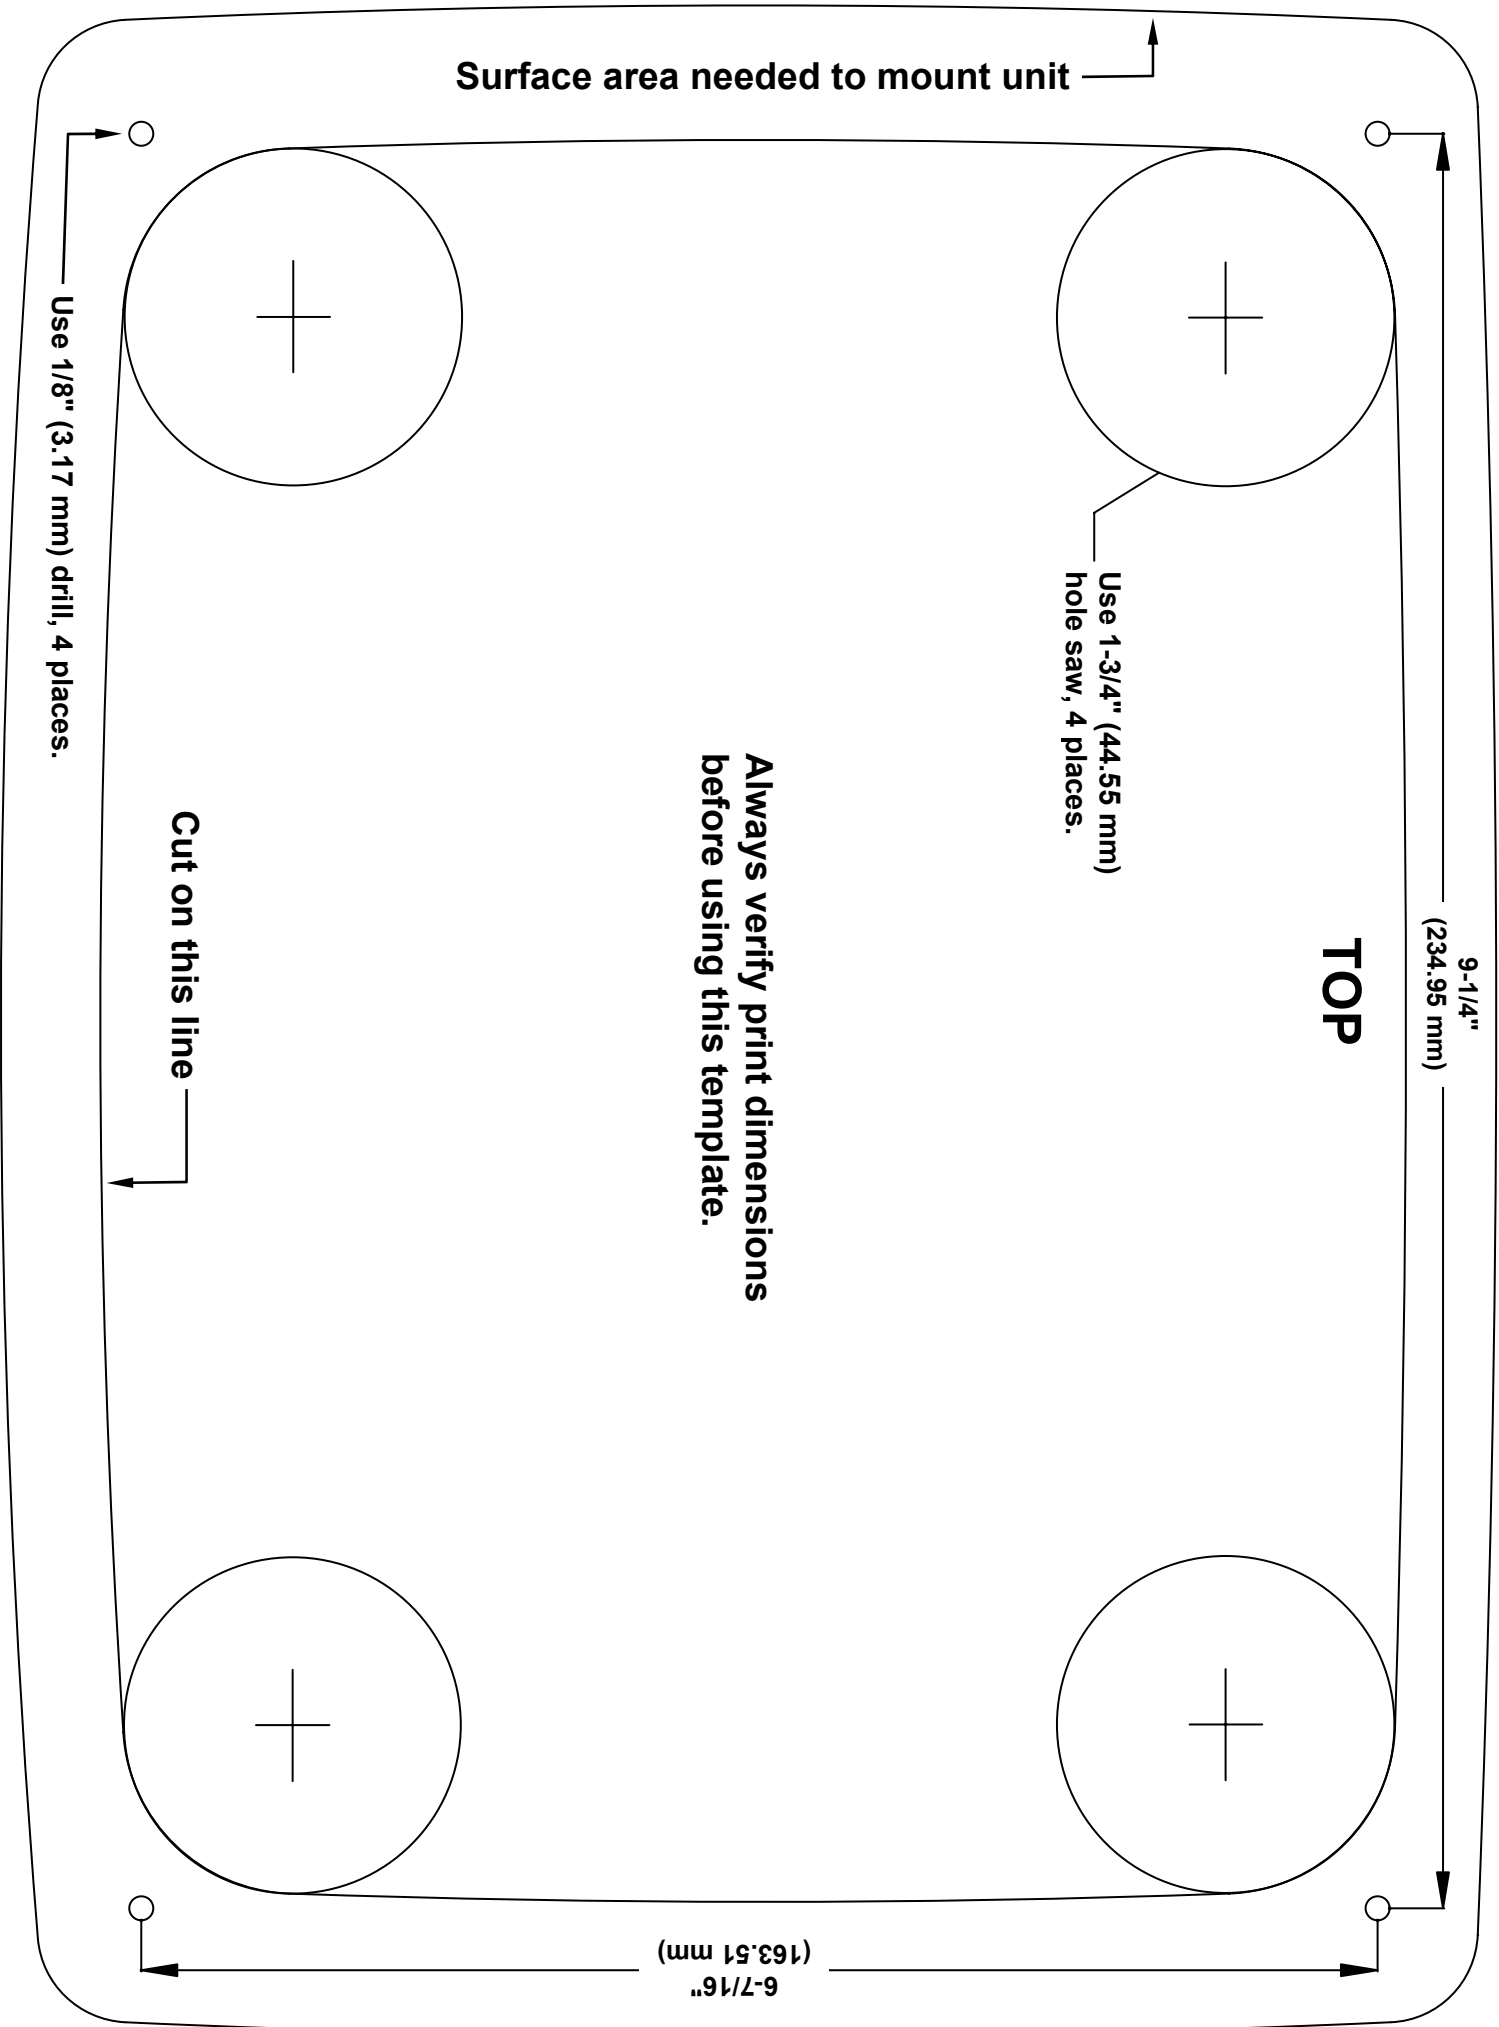 Surface area needed to mount unit
9-1/4"
(234.95 mm)
TOP
Use 1-3/4" (44.55 mm)
hole saw, 4 places.
Always verify print dimensions
before using this template.
Cut on this line
Use 1/8" (3.17 mm) drill, 4 places.
6-7/16"
(163.51 mm)